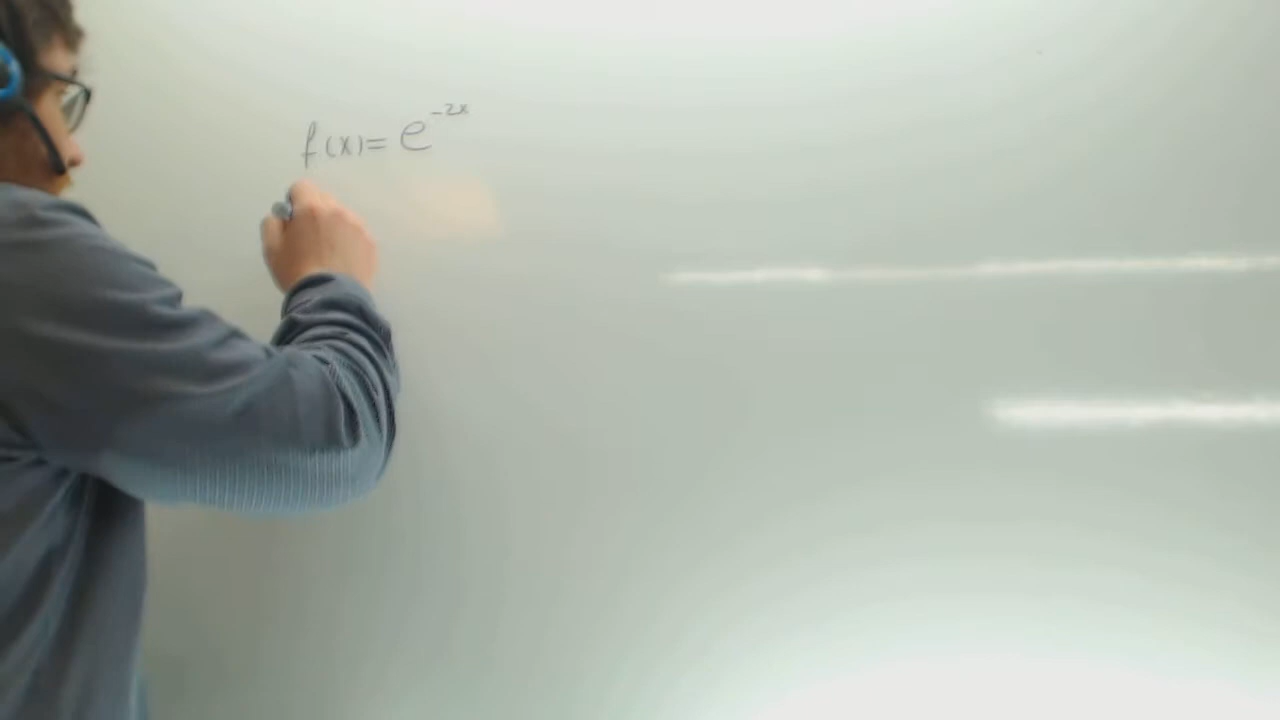 f(x) = e^{-2x}